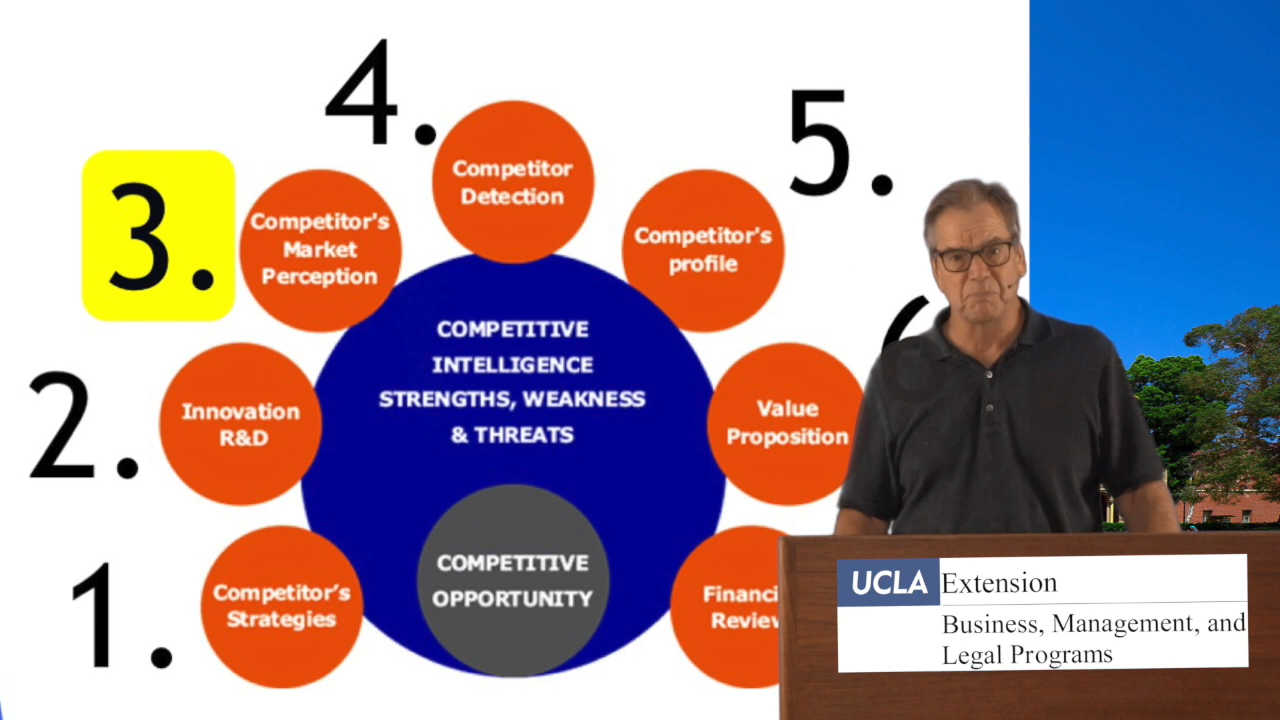 4.
5.
3.
Competitor
Detection
Competitor's
Market
Perception
Competitor's
profile
COMPETITIVE
INTELLIGENCE
STRENGTHS, WEAKNESS
& THREATS
2.
Innovation
R&D
Value
Proposition
1.
Competitor's
Strategies
COMPETITIVE
OPPORTUNITY
UCLA Extension
Business, Management, and
Legal Programs